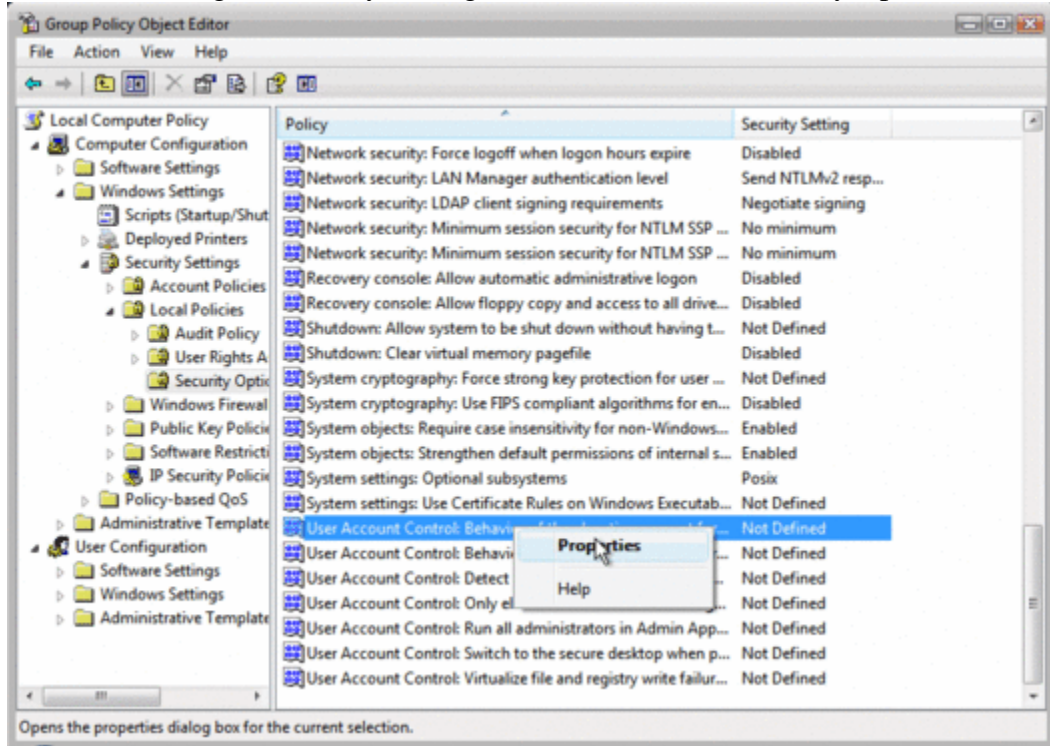 Group Policy Object Editor
File Action View Help
Local Computer Policy
Computer Configuration
Software Settings
Windows Settings
Scripts (Startup/Shut
Deployed Printers
Security Settings
Account Policies
Local Policies
Audit Policy
User Rights A
Security Optic
Windows Firewal
Public Key Policie
Software Restricti
IP Security Policie
Policy-based QoS
Administrative Template
User Configuration
Software Settings
Windows Settings
Administrative Template
Policy Security Setting
Network security: Force logoff when logon hours expire Disabled
Network security: LAN Manager authentication level Send NTLMv2 resp...
Network security: LDAP client signing requirements Negotiate signing
Network security: Minimum session security for NTLM SSP ... No minimum
Network security: Minimum session security for NTLM SSP ... No minimum
Recovery console: Allow automatic administrative logon Disabled
Recovery console: Allow floppy copy and access to all drive... Disabled
Shutdown: Allow system to be shut down without having t... Not Defined
Shutdown: Clear virtual memory pagefile Disabled
System cryptography: Force strong key protection for user ... Not Defined
System cryptography: Use FIPS compliant algorithms for en... Disabled
System objects: Require case insensitivity for non-Windows... Enabled
System objects: Strengthen default permissions of internal s... Enabled
System settings: Optional subsystems Posix
System settings: Use Certificate Rules on Windows Executab... Not Defined
User Account Control: Behavi Not Defined
User Account Control: Behavi Not Defined
User Account Control: Detect Not Defined
User Account Control: Only el Not Defined
User Account Control: Run all administrators in Admin App... Not Defined
User Account Control: Switch to the secure desktop when p... Not Defined
User Account Control: Virtualize file and registry write failur... Not Defined
Properties
Help
Opens the properties dialog box for the current selection.